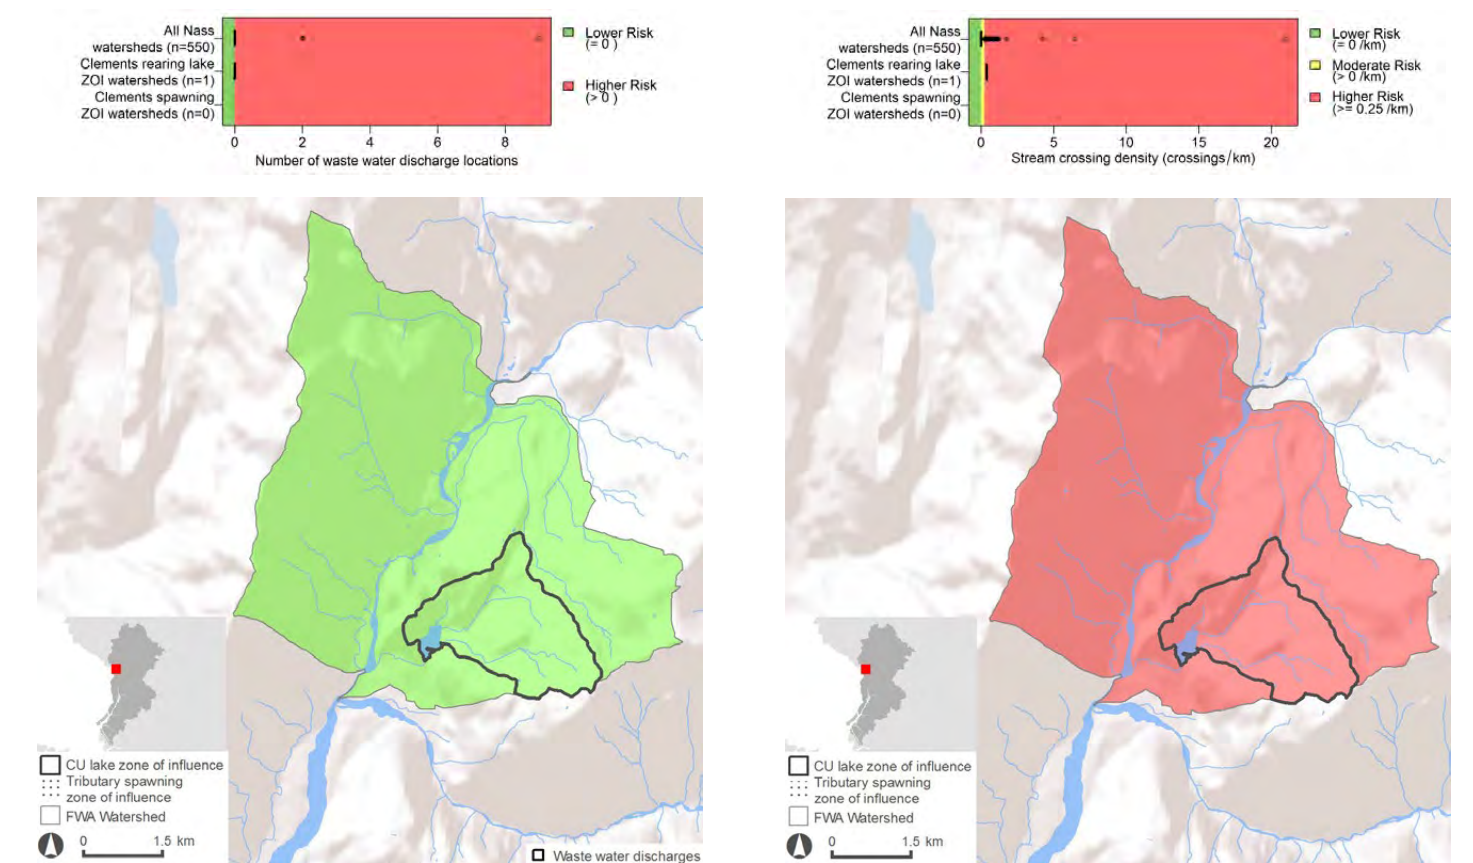 All Nass
watersheds (n=550)
Clements rearing lake
ZOI watersheds (n=1)
Clements spawning
ZOI watersheds (n=0)
0 2 4 6 8
Number of waste water discharge locations
Lower Risk
(= 0 )
Higher Risk
(> 0 )
All Nass
watersheds (n=550)
Clements rearing lake
ZOI watersheds (n=1)
Clements spawning
ZOI watersheds (n=0)
0 5 10 15 20
Stream crossing density (crossings/km)
Lower Risk
(= 0 /km)
Moderate Risk
(> 0 /km)
Higher Risk
(>= 0.25 /km)
CU lake zone of influence
Tributary spawning
zone of influence
FWA Watershed
0 1.5 km
Waste water discharges
CU lake zone of influence
Tributary spawning
zone of influence
FWA Watershed
0 1.5 km